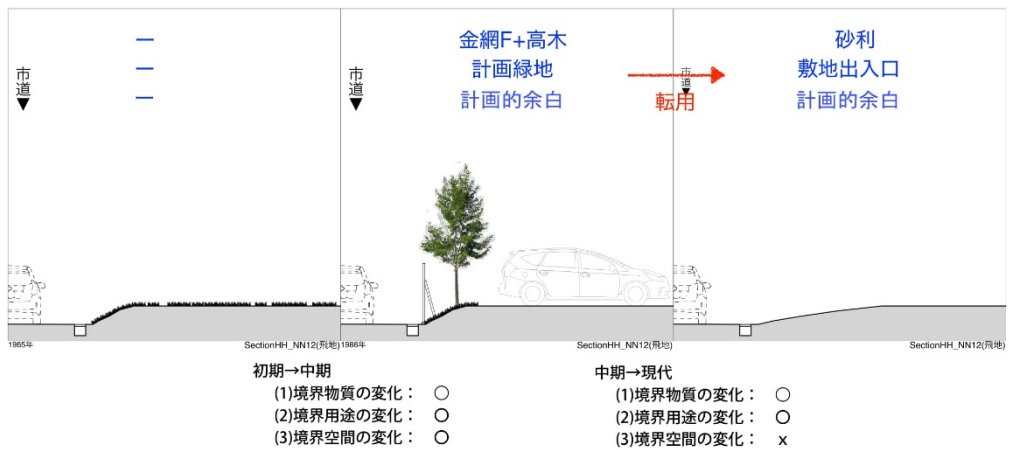 —
—
—
市道▼
1965年
SectionHH_NN12(飛地)
金網F+高木
計画緑地
計画的余白
市道▼
1986年
SectionHH_NN12(飛地)
転用
砂利
敷地出入口
計画的余白
市道▼
SectionHH_NN12(飛地)
初期→中期
(1)境界物質の変化： ○
(2)境界用途の変化： ○
(3)境界空間の変化： ○
中期→現代
(1)境界物質の変化： ○
(2)境界用途の変化： ○
(3)境界空間の変化： x